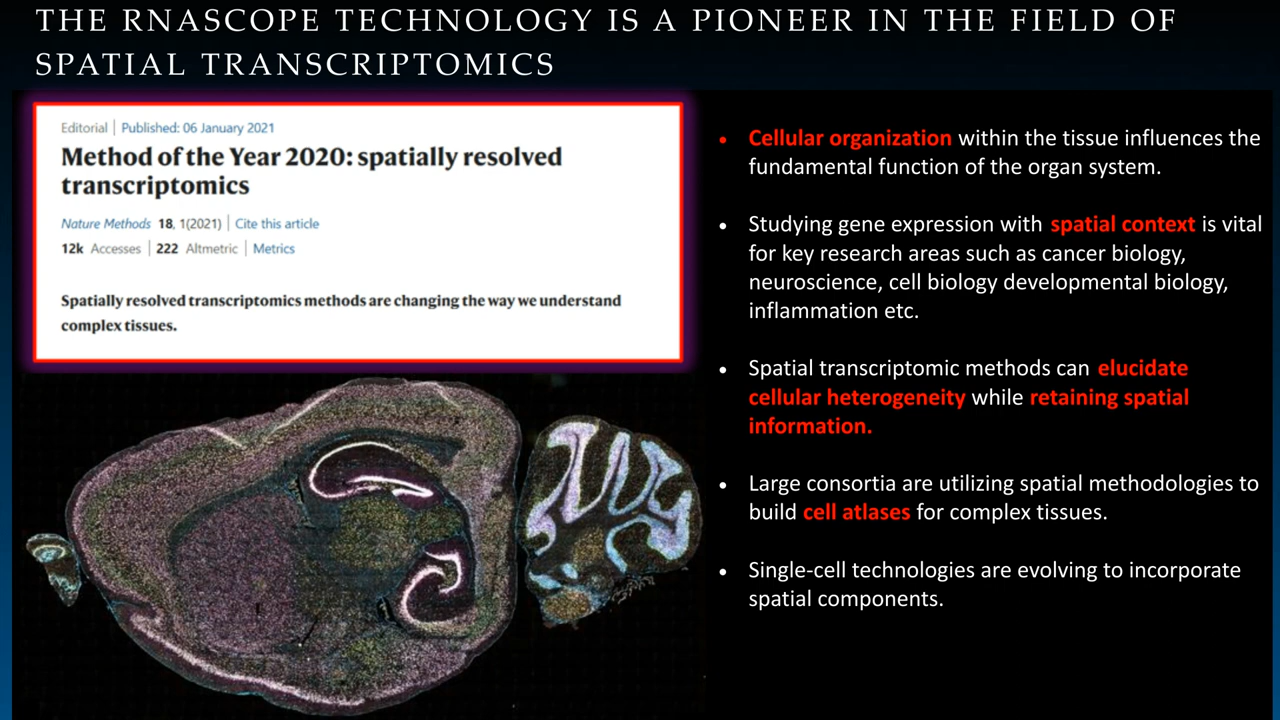 THE RNASCOPE TECHNOLOGY IS A PIONEER IN THE FIELD OF
SPATIAL TRANSCRIPTOMICS
Editorial | Published: 06 January 2021
Method of the Year 2020: spatially resolved
transcriptomics
Nature Methods 18, 1(2021) | Cite this article
12k Accesses | 222 Altmetric | Metrics
Spatially resolved transcriptomics methods are changing the way we understand
complex tissues.
• Cellular organization within the tissue influences the
fundamental function of the organ system.
• Studying gene expression with spatial context is vital
for key research areas such as cancer biology,
neuroscience, cell biology developmental biology,
inflammation etc.
• Spatial transcriptomic methods can elucidate
cellular heterogeneity while retaining spatial
information.
• Large consortia are utilizing spatial methodologies to
build cell atlases for complex tissues.
• Single-cell technologies are evolving to incorporate
spatial components.